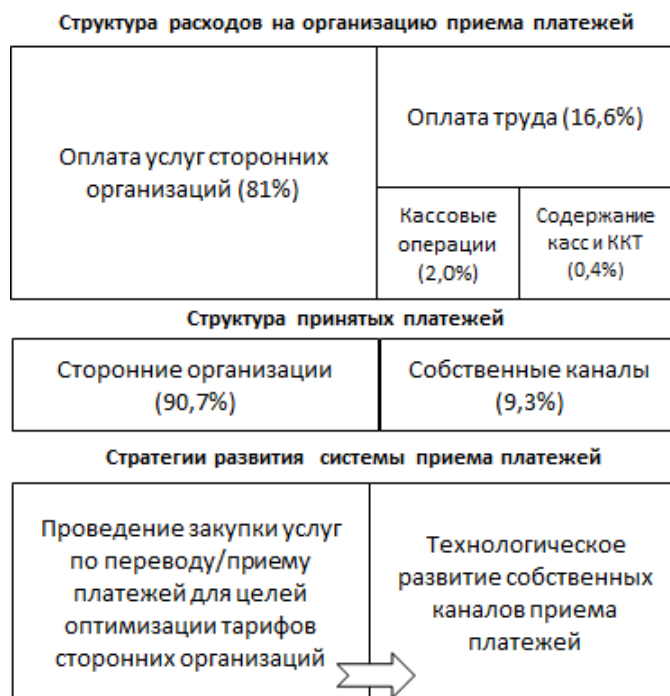 Структура расходов на организацию приема платежей
Оплата услуг сторонних
организаций (81%)
Оплата труда (16,6%)
Кассовые
операции
(2,0%)
Содержание
касс и ККТ
(0,4%)
Структура принятых платежей
Сторонние организации
(90,7%)
Собственные каналы
(9,3%)
Стратегии развития системы приема платежей
Проведение закупки услуг
по переводу/приему
платежей для целей
оптимизации тарифов
сторонних организаций
Технологическое
развитие собственных
каналов приема
платежей